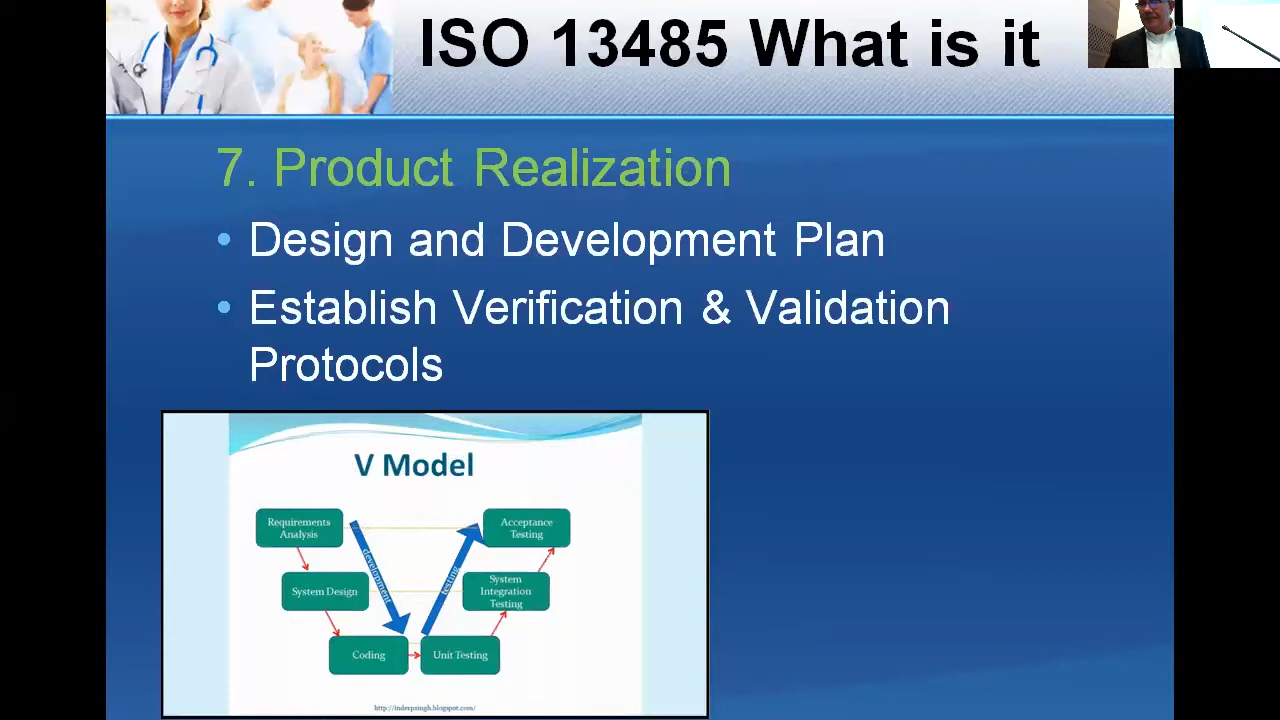 ISO 13485 What is it
7. Product Realization
• Design and Development Plan
• Establish Verification & Validation
Protocols
V Model
Requirements
Analysis
development
testing
Acceptance
Testing
System Design
System
Integration
Testing
Coding
Unit Testing
http://indeepsingh.blogspot.com/